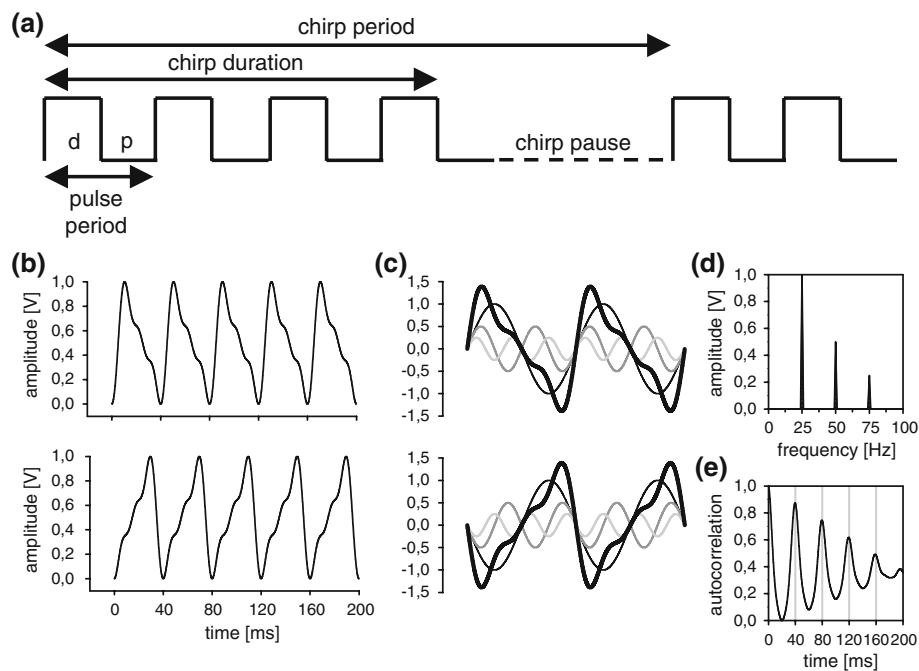 (a)
chirp period
chirp duration
d p
chirp pause
pulse
period
(b)
amplitude [V]
1,0
0,8
0,6
0,4
0,2
0,0
amplitude [V]
1,0
0,8
0,6
0,4
0,2
0,0
0 40 80 120 160 200
time [ms]
(c)
1,5
1,0
0,5
0,0
-0,5
-1,0
-1,5
1,5
1,0
0,5
0,0
-0,5
-1,0
-1,5
(d)
amplitude [V]
1,0
0,8
0,6
0,4
0,2
0,0
0 25 50 75 100
frequency [Hz]
(e)
autocorrelation
1,0
0,8
0,6
0,4
0,2
0,0
0 40 80 120 160 200
time [ms]